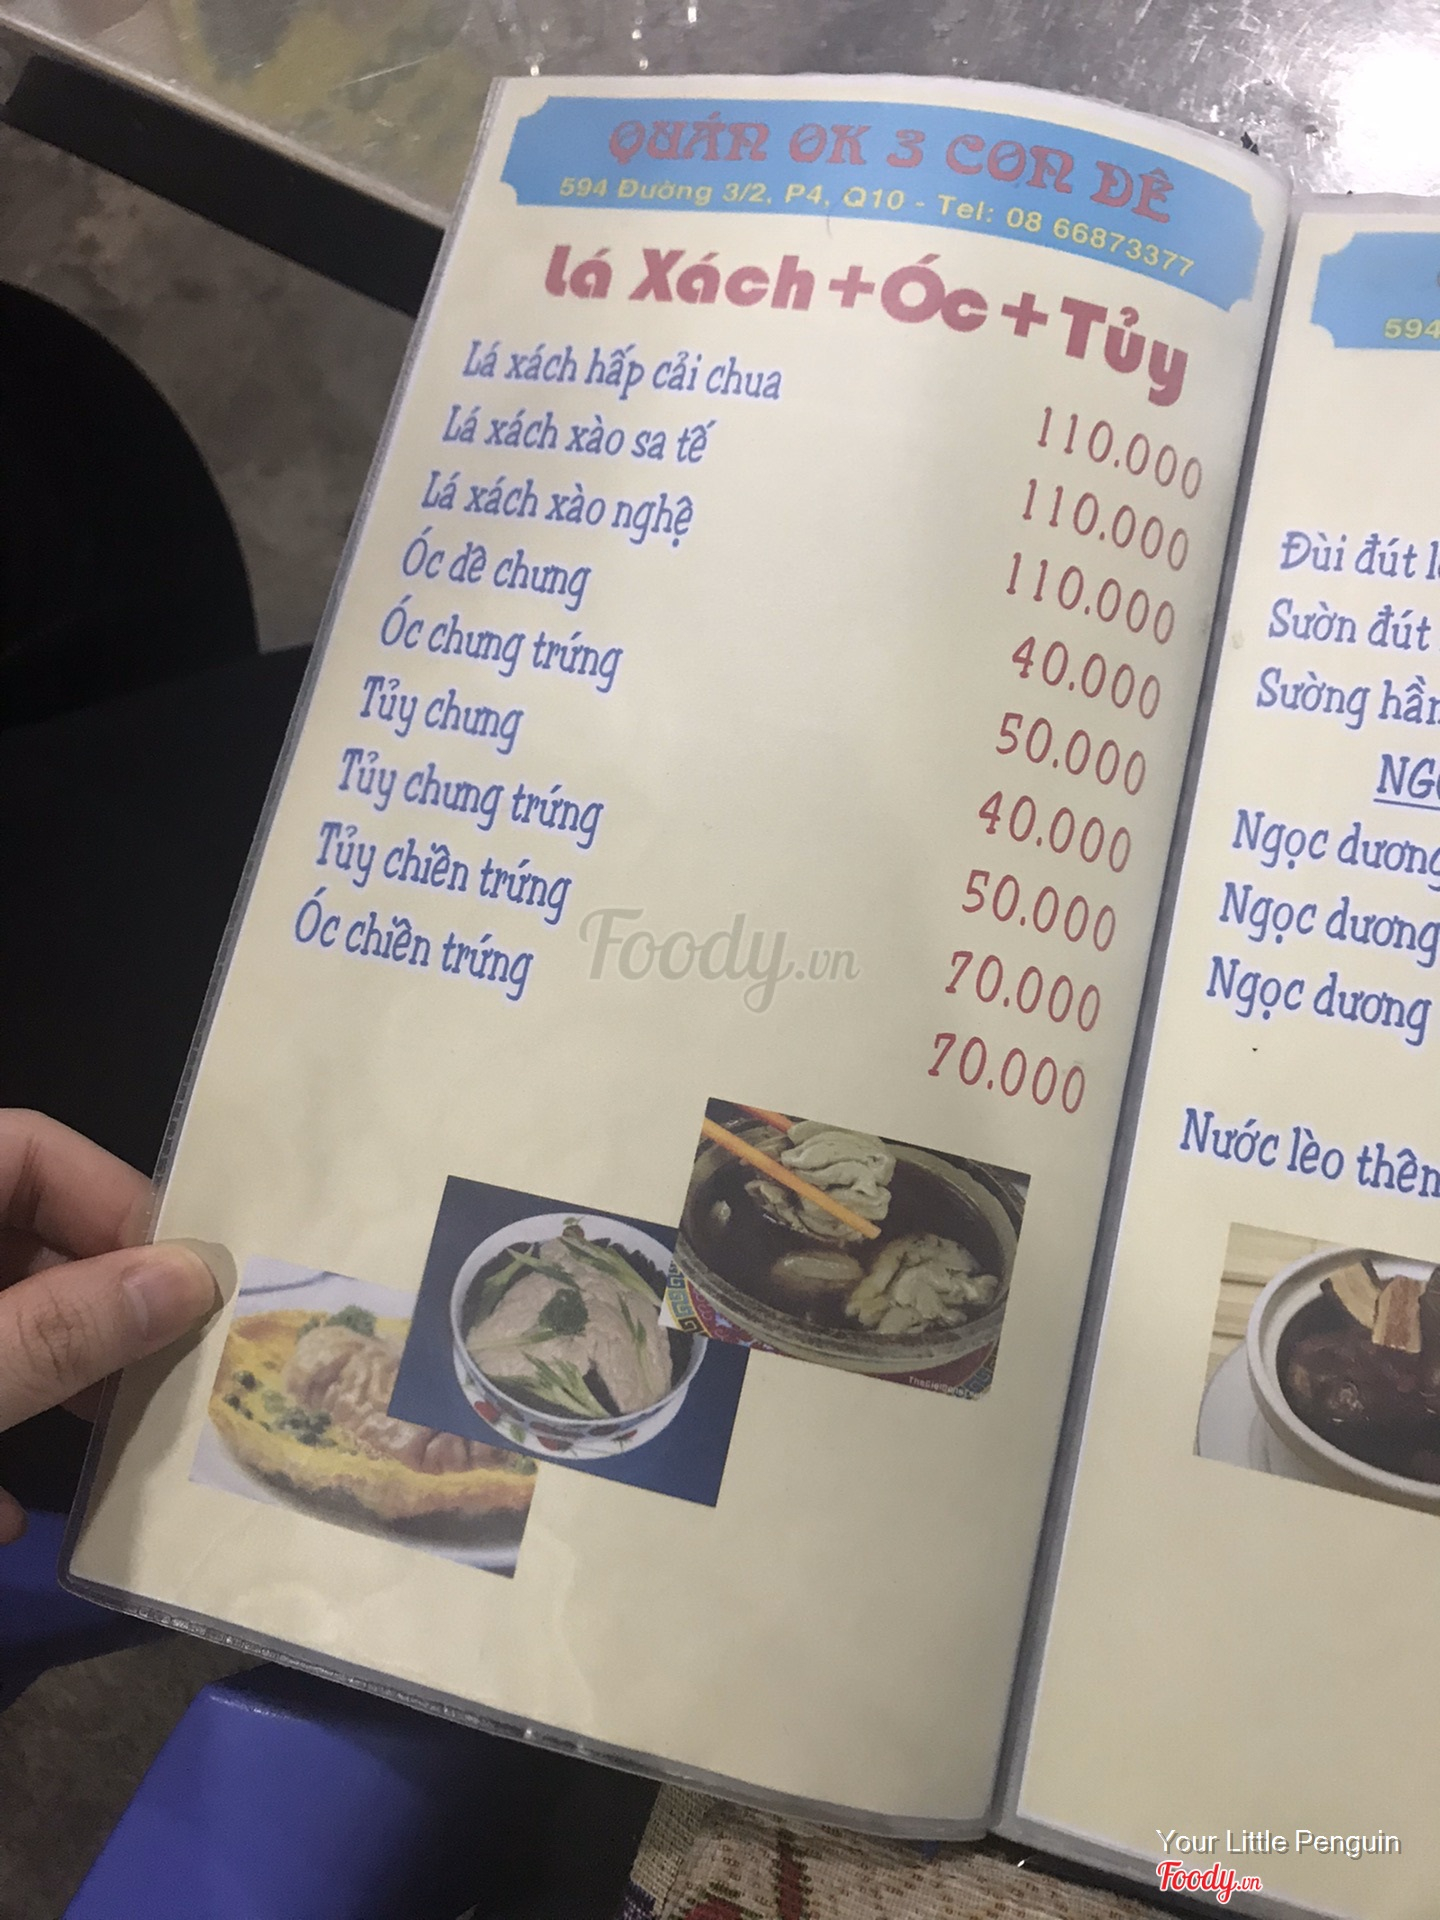 QUÁN OK 3 CON DÊ
594 Đường 3/2, P4, Q10 - Tel: 08 66873377
Lá Xách+Óc+Tủy
Lá xách hấp cải chua 110.000
Lá xách xào sa tế 110.000
Lá xách xào nghệ 110.000
Óc dê chưng 40.000
Óc chưng trứng 50.000
Tủy chưng 40.000
Tủy chưng trứng 50.000
Tủy chiên trứng 70.000
Óc chiên trứng 70.000
Foody.vn
594
Đùi đút
Sườn đút
Sường
Ngọc dương
Ngọc dương
Ngọc dương
Nước lèo
Your Little Penguin
Foody.vn